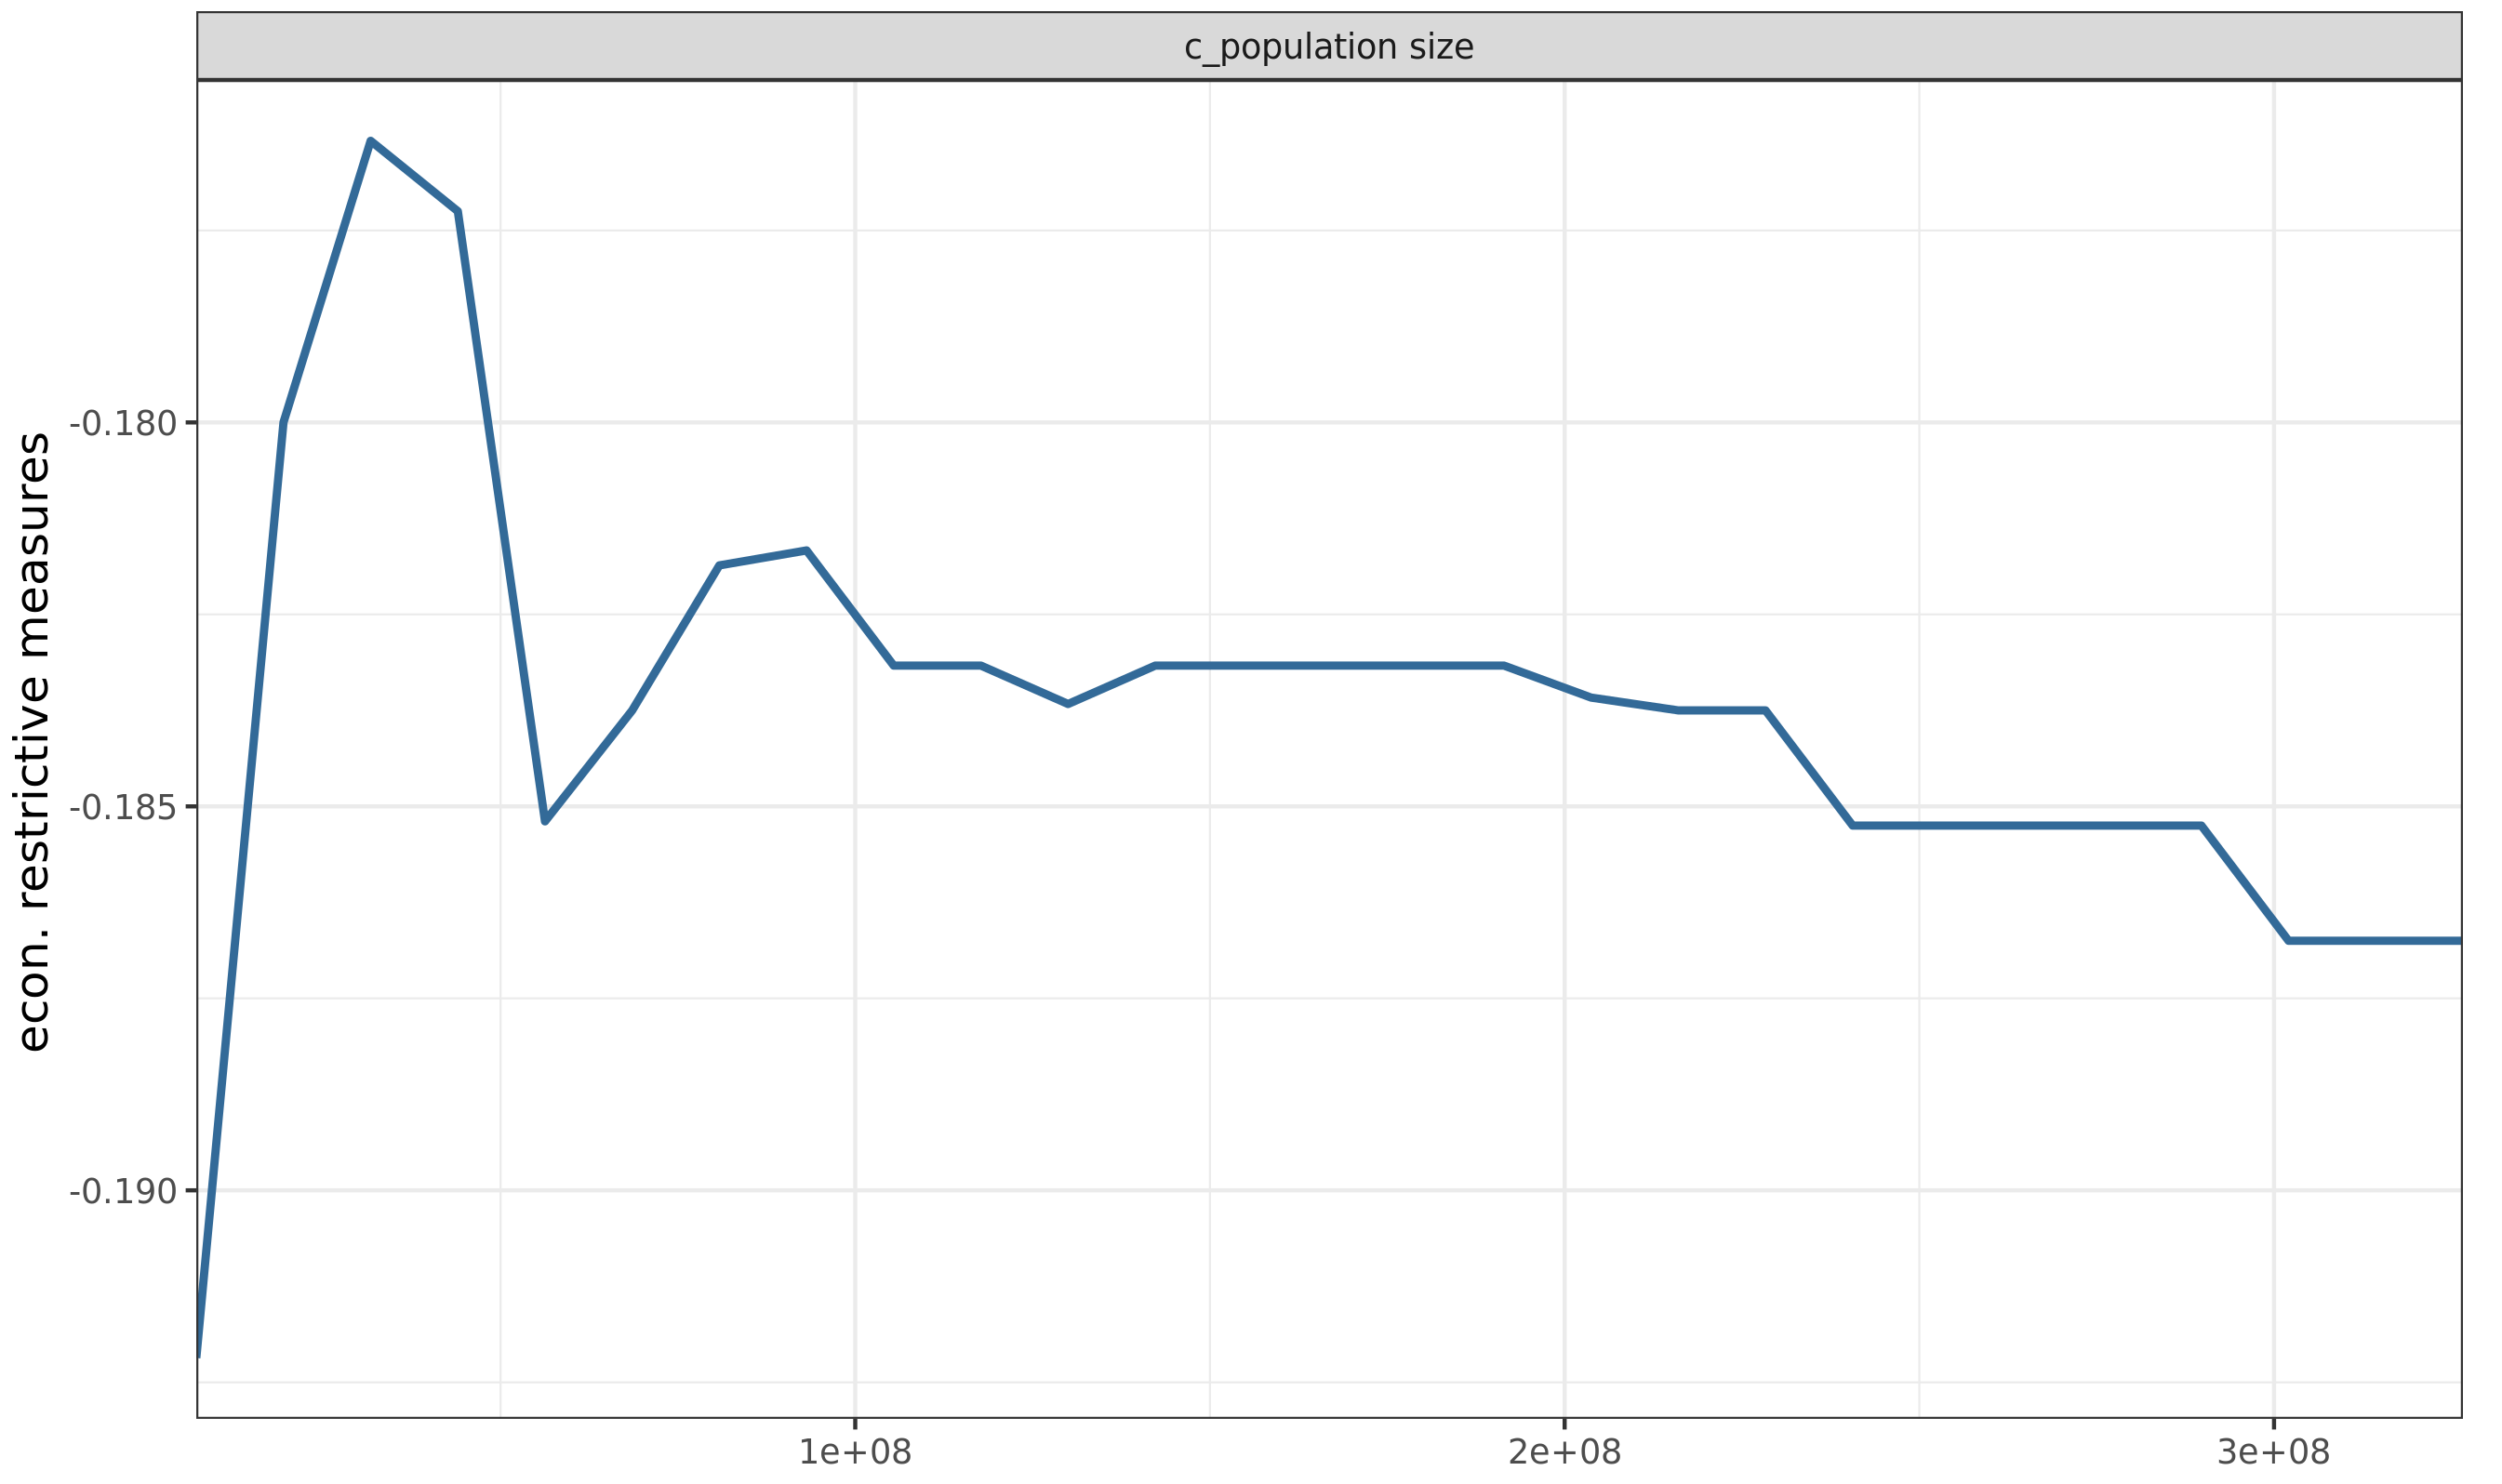 c_population size
econ. restrictive measures
-0.180
-0.185
-0.190
1e+08 2e+08 3e+08